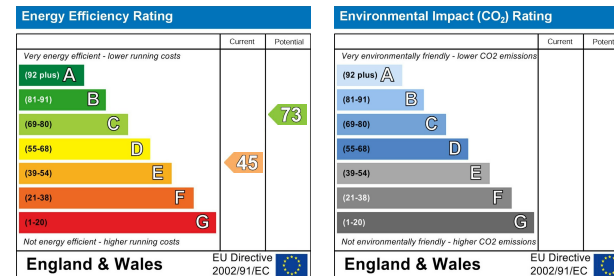 Energy Efficiency Rating
Current Potential
Very energy efficient - lower running costs
(92 plus) A
(81-91) B
(69-80) C
73
(55-68) D
45
(39-54) E
(21-38) F
(1-20) G
Not energy efficient - higher running costs
England & Wales
EU Directive
2002/91/EC
Environmental Impact (CO₂) Rating
Current Poten
Very environmentally friendly - lower CO2 emissions
(92 plus) A
(81-91) B
(69-80) C
(55-68) D
(39-54) E
(21-38) F
(1-20) G
Not environmentally friendly - higher CO2 emissions
England & Wales
EU Directive
2002/91/EC